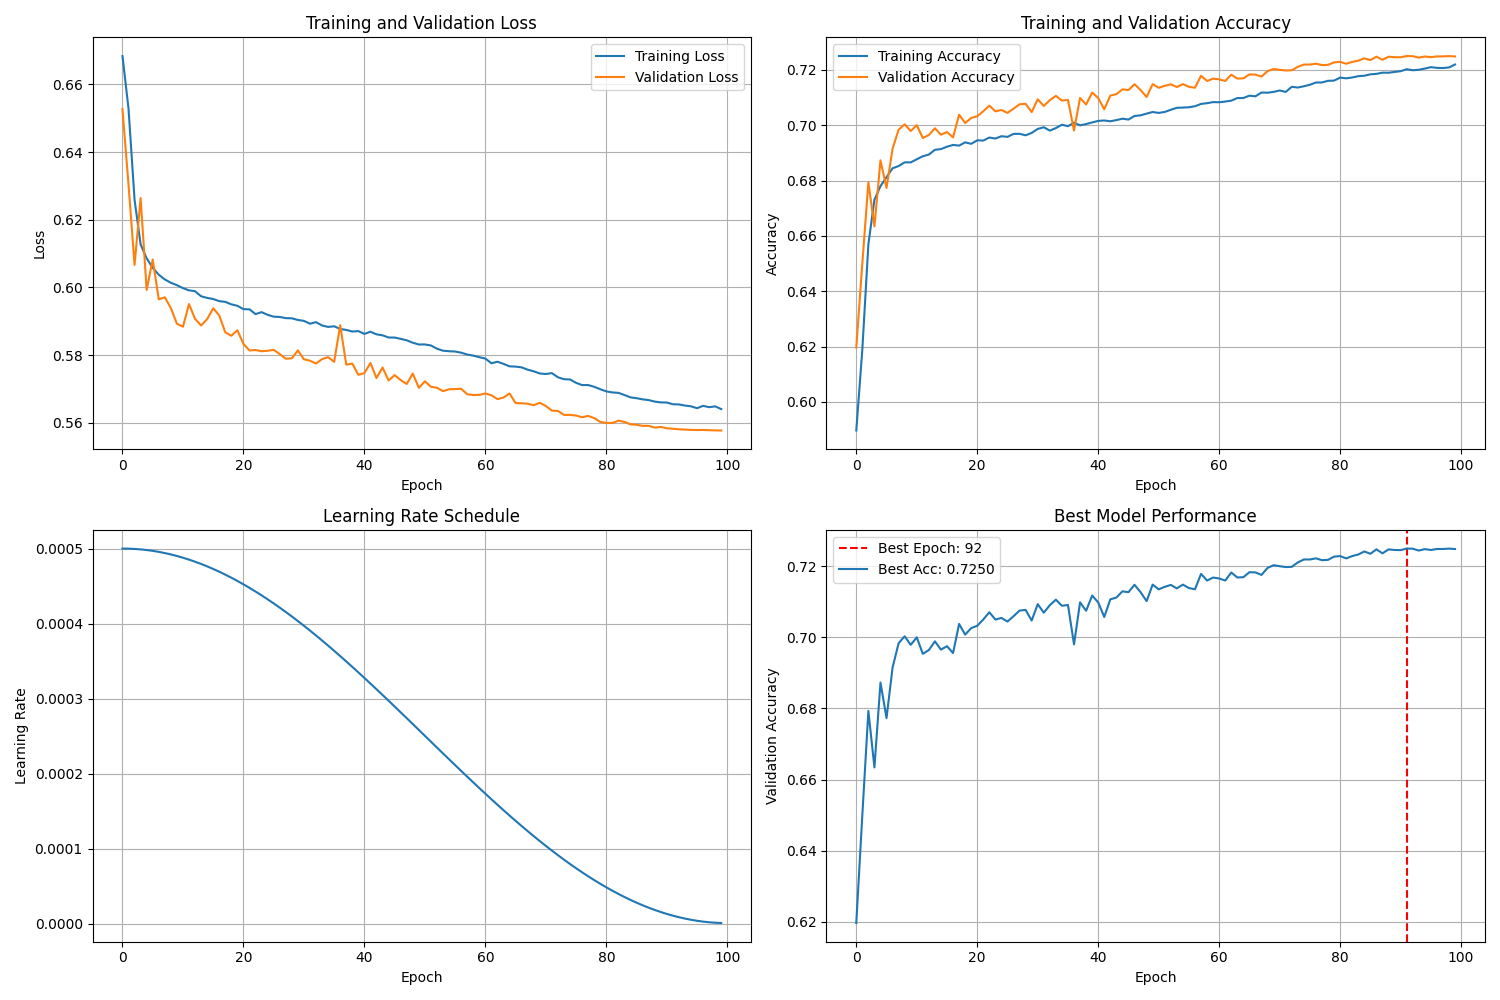 Training and Validation Loss
Training Loss
Validation Loss
0.66
0.64
0.62
0.60
0.58
0.56
Loss
0 20 40 60 80 100
Epoch
Training and Validation Accuracy
Training Accuracy
Validation Accuracy
0.72
0.70
0.68
0.66
0.64
0.62
0.60
Accuracy
0 20 40 60 80 100
Epoch
Learning Rate Schedule
0.0005
0.0004
0.0003
0.0002
0.0001
0.0000
Learning Rate
0 20 40 60 80 100
Epoch
Best Model Performance
Best Epoch: 92
Best Acc: 0.7250
0.72
0.70
0.68
0.66
0.64
0.62
Validation Accuracy
0 20 40 60 80 100
Epoch